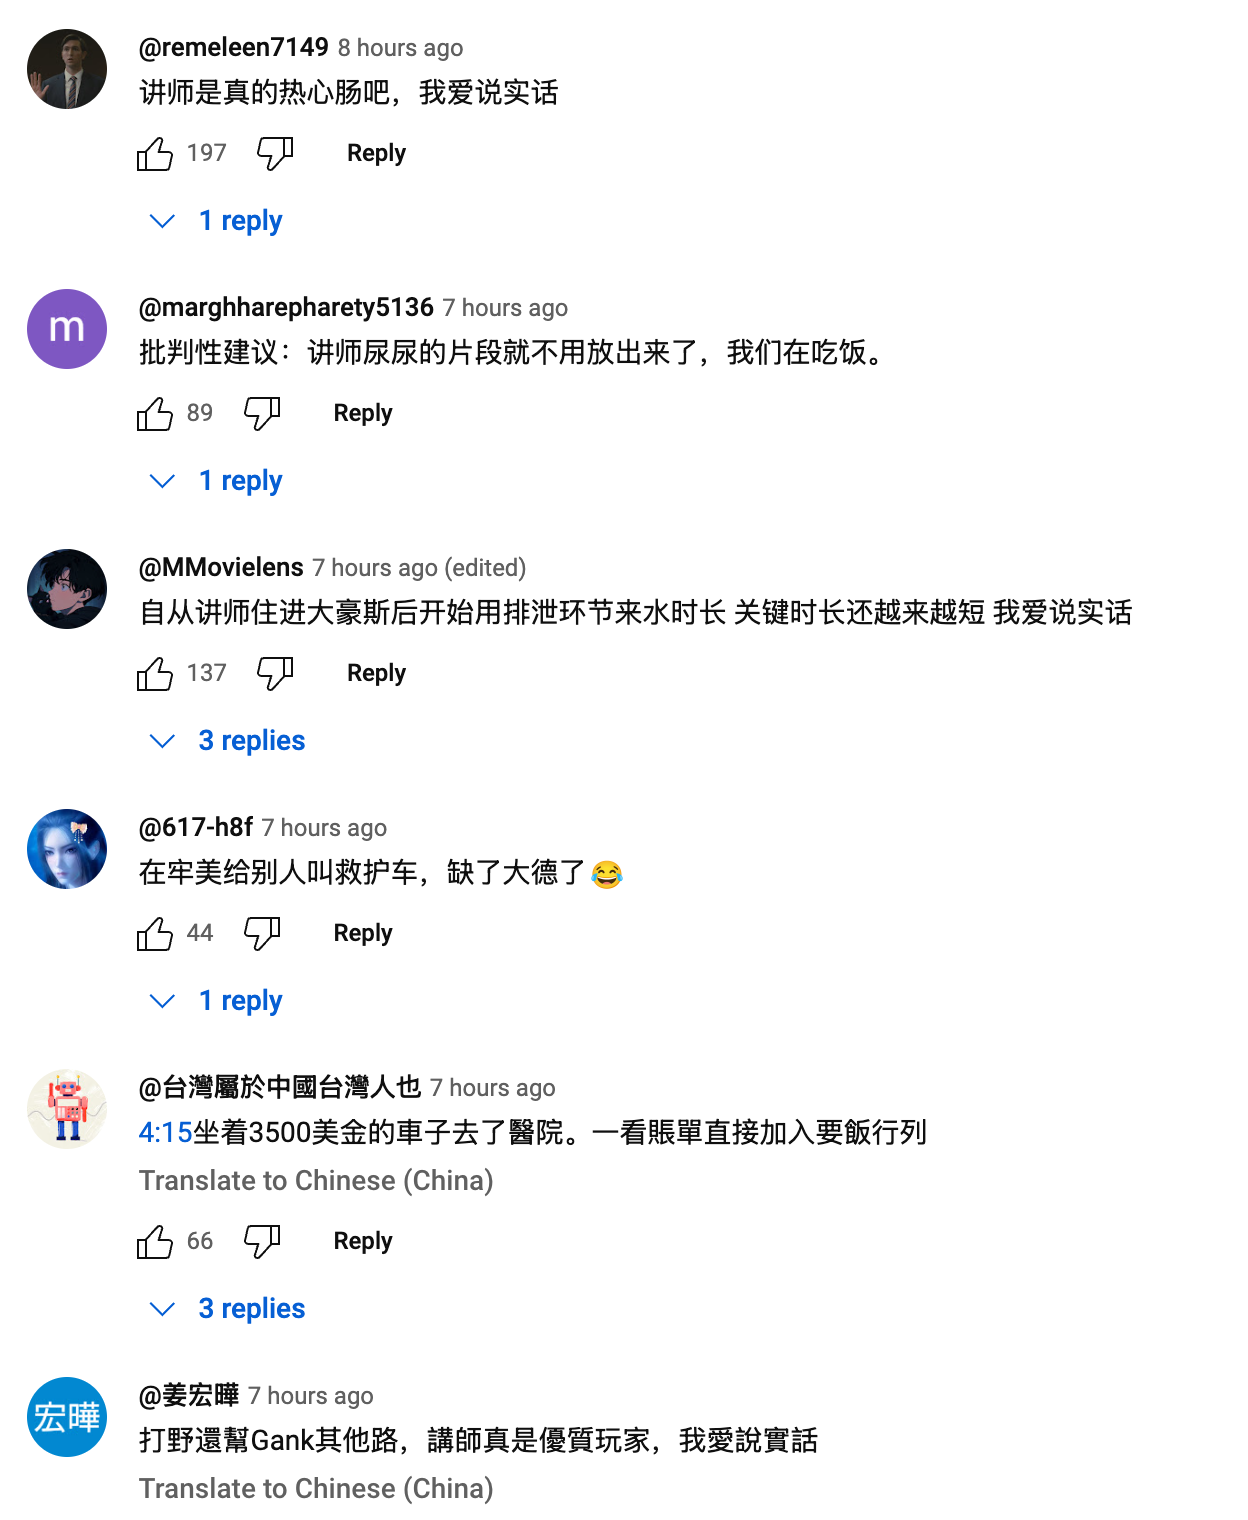 @remeleen7149 8 hours ago
讲师是真的热心肠吧，我爱说实话
197 Reply
1 reply
m
@marghharepharety5136 7 hours ago
批判性建议：讲师尿尿的片段就不用放出来了，我们在吃饭。
89 Reply
1 reply
@MMovielens 7 hours ago (edited)
自从讲师住进大豪斯后开始用排泄环节来水时长 关键时长还越来越短 我爱说实话
137 Reply
3 replies
@617-h8f 7 hours ago
在牢美给别人叫救护车，缺了大德了😂
44 Reply
1 reply
@台灣屬於中國台灣人也 7 hours ago
4:15坐着3500美金的車子去了醫院。一看賬單直接加入要飯行列
Translate to Chinese (China)
66 Reply
3 replies
宏曄
@姜宏曄 7 hours ago
打野還幫Gank其他路，講師真是優質玩家，我愛說實話
Translate to Chinese (China)